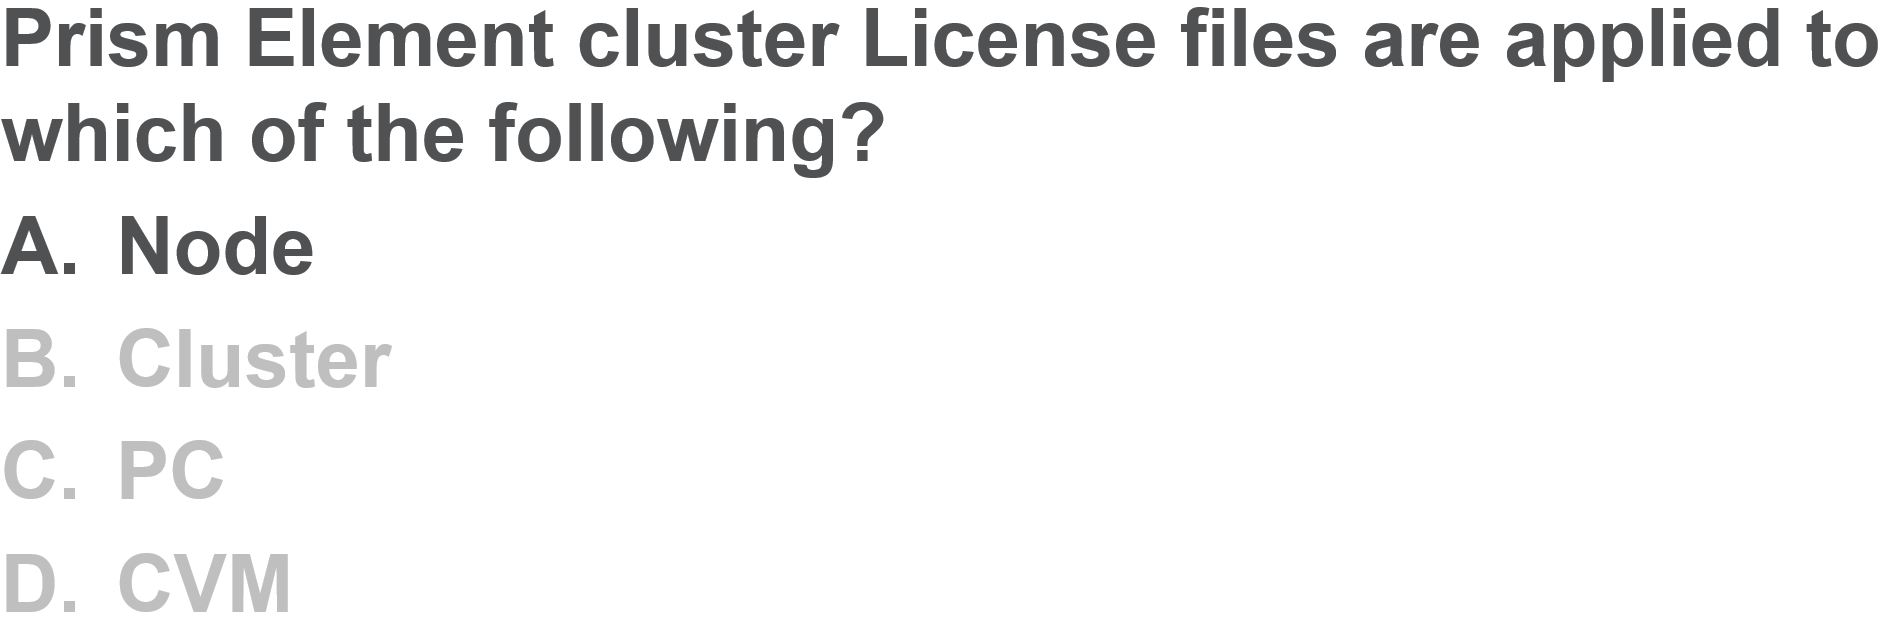 Prism Element cluster License files are applied to
which of the following?
A. Node
B. Cluster
C. PC
D. CVM